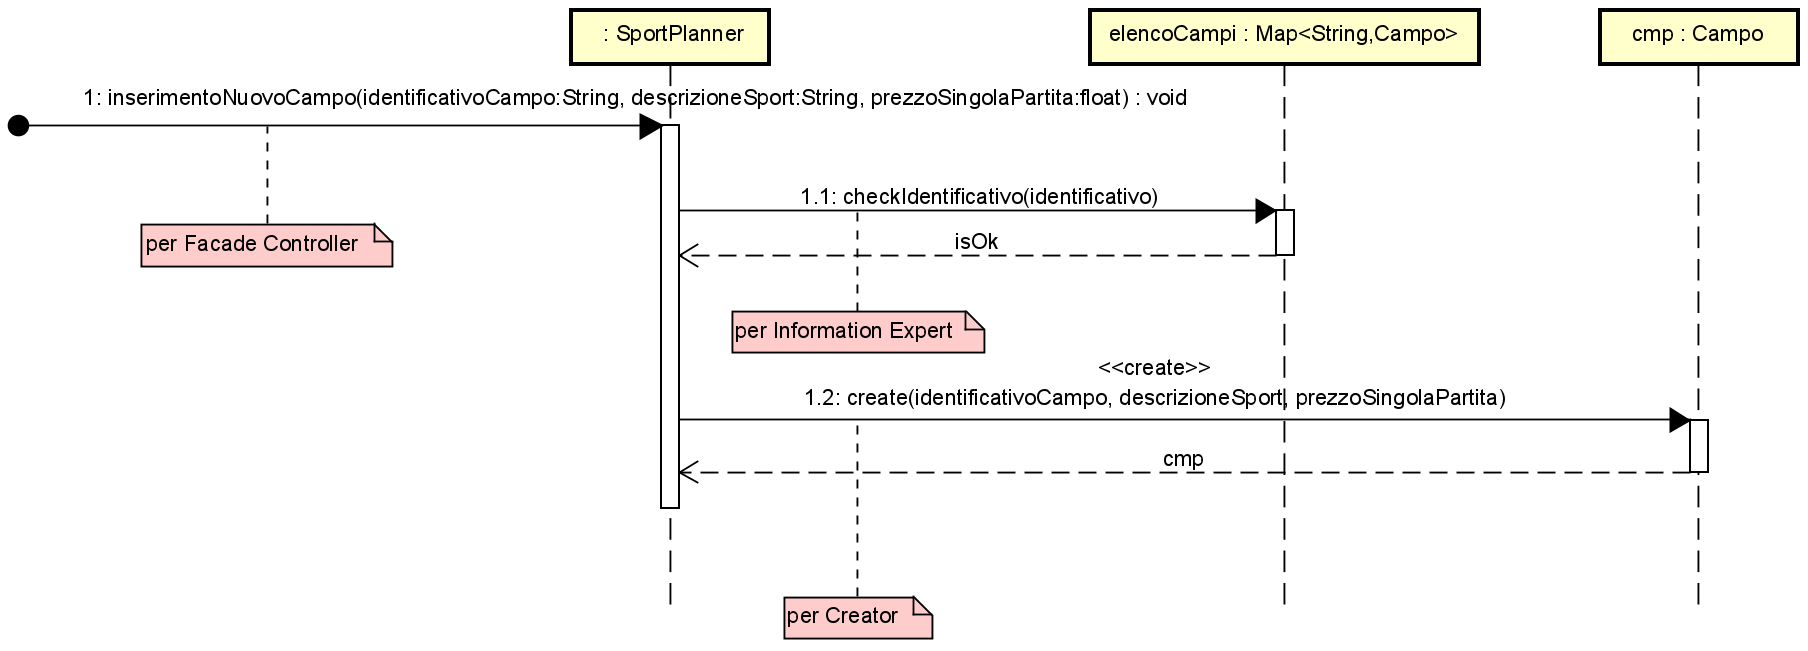 : SportPlanner
elencoCampi : Map<String,Campo>
cmp : Campo
1: inserimentoNuovoCampo(identificativoCampo:String, descrizioneSport:String, prezzoSingolaPartita:float) : void
1.1: checkIdentificativo(identificativo)
per Facade Controller
isOk
per Information Expert
<<create>>
1.2: create(identificativoCampo, descrizioneSport, prezzoSingolaPartita)
cmp
per Creator